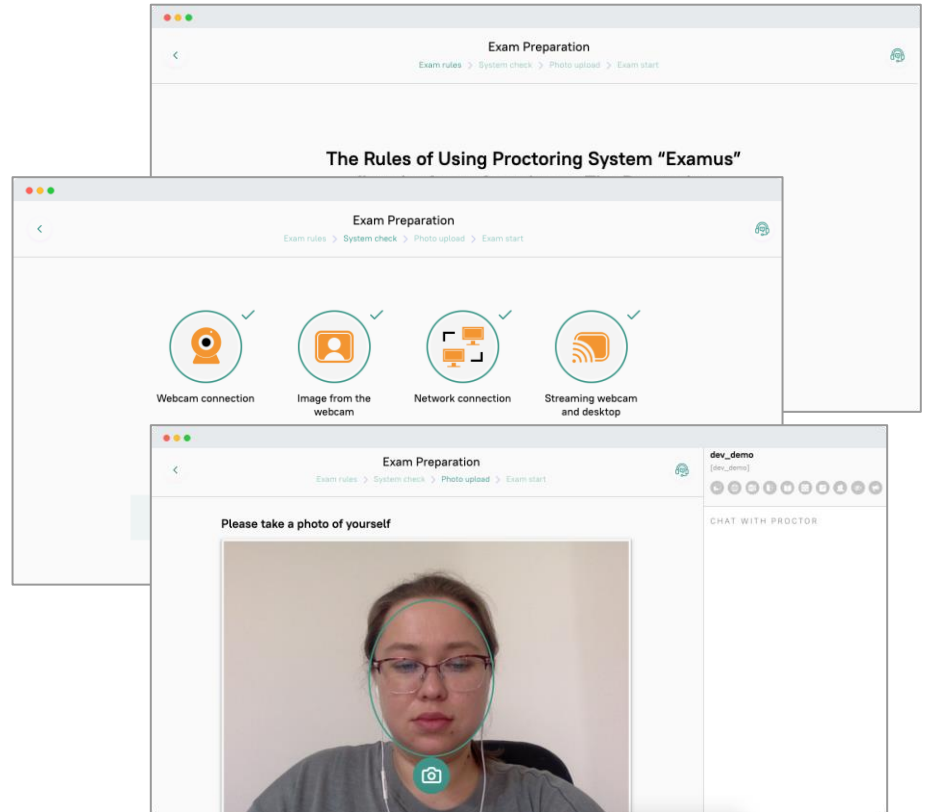 Exam Preparation
Exam rules > System check > Photo upload > Exam start
The Rules of Using Proctoring System “Examus”
Exam Preparation
Exam rules > System check > Photo upload > Exam start
Webcam connection
Image from the
webcam
Network connection
Streaming webcam
and desktop
Exam Preparation
Exam rules > System check > Photo upload > Exam start
Please take a photo of yourself
dev_demo
[dev_demo]
CHAT WITH PROCTOR